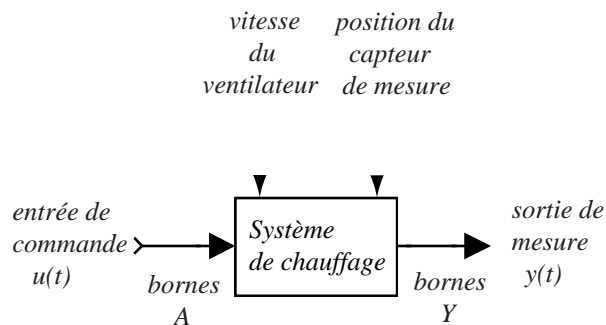 vitesse
du
ventilateur
position du
capteur
de mesure
entrée de
commande
u(t)
bornes
A
Système
de chauffage
bornes
Y
sortie de
mesure
y(t)